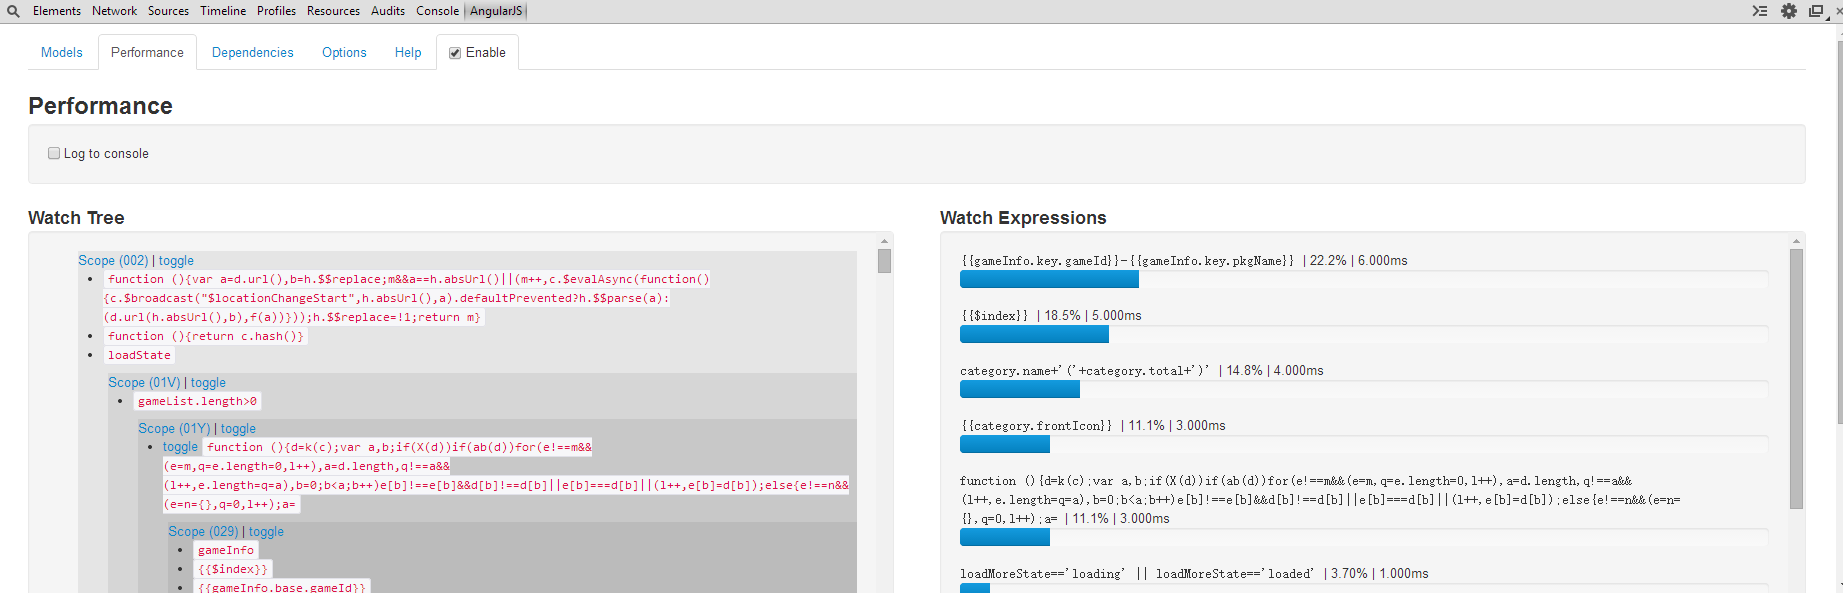 Elements Network Sources Timeline Profiles Resources Audits Console AngularJS
Models Performance Dependencies Options Help Enable
Performance
Log to console
Watch Tree
Scope (002) | toggle
function (){var a=d.url(),b=h.$$replace;m&&a==h.absUrl()||(m++,c.$evalAsync(function()
{c.$broadcast("$locationChangeStart",h.absUrl(),a).defaultPrevented?h.$$parse(a):
(d.url(h.absUrl(),b),f(a))}));h.$$replace=!1;return m}
function (){return c.hash()}
loadState
Scope (01V) | toggle
gameList.length>0
Scope (01Y) | toggle
toggle function (){d=k(c);var a,b;if(X(d))if(ab(d))for(e!==m&&
(e=m,q=e.length=0,l++),a=d.length,q!==a&&
(l++,e.length=q=a),b=0;b<a;b++)e[b]!==e[b]&&d[b]!==d[b]||e[b]===d[b]||(l++,e[b]=d[b]);else{e!==n&&
(e=n={},q=0,l++);a=
Scope (029) | toggle
gameInfo
{{$index}}
{{gameInfo.base.gameId}}
Watch Expressions
{{gameInfo.key.gameId}}-{{gameInfo.key.pkgName}} | 22.2% | 6.000ms
{{$index}} | 18.5% | 5.000ms
category.name+'('+category.total+')' | 14.8% | 4.000ms
{{category.frontIcon}} | 11.1% | 3.000ms
function (){d=k(c);var a,b;if(X(d))if(ab(d))for(e!==m&&(e=m,q=e.length=0,l++),a=d.length,q!==a&&
(l++,e.length=q=a),b=0;b<a;b++)e[b]!==e[b]&&d[b]!==d[b]||e[b]===d[b]||(l++,e[b]=d[b]);else{e!==n&&(e=n=
{},q=0,l++);a= | 11.1% | 3.000ms
loadMoreState=='loading' || loadMoreState=='loaded' | 3.70% | 1.000ms